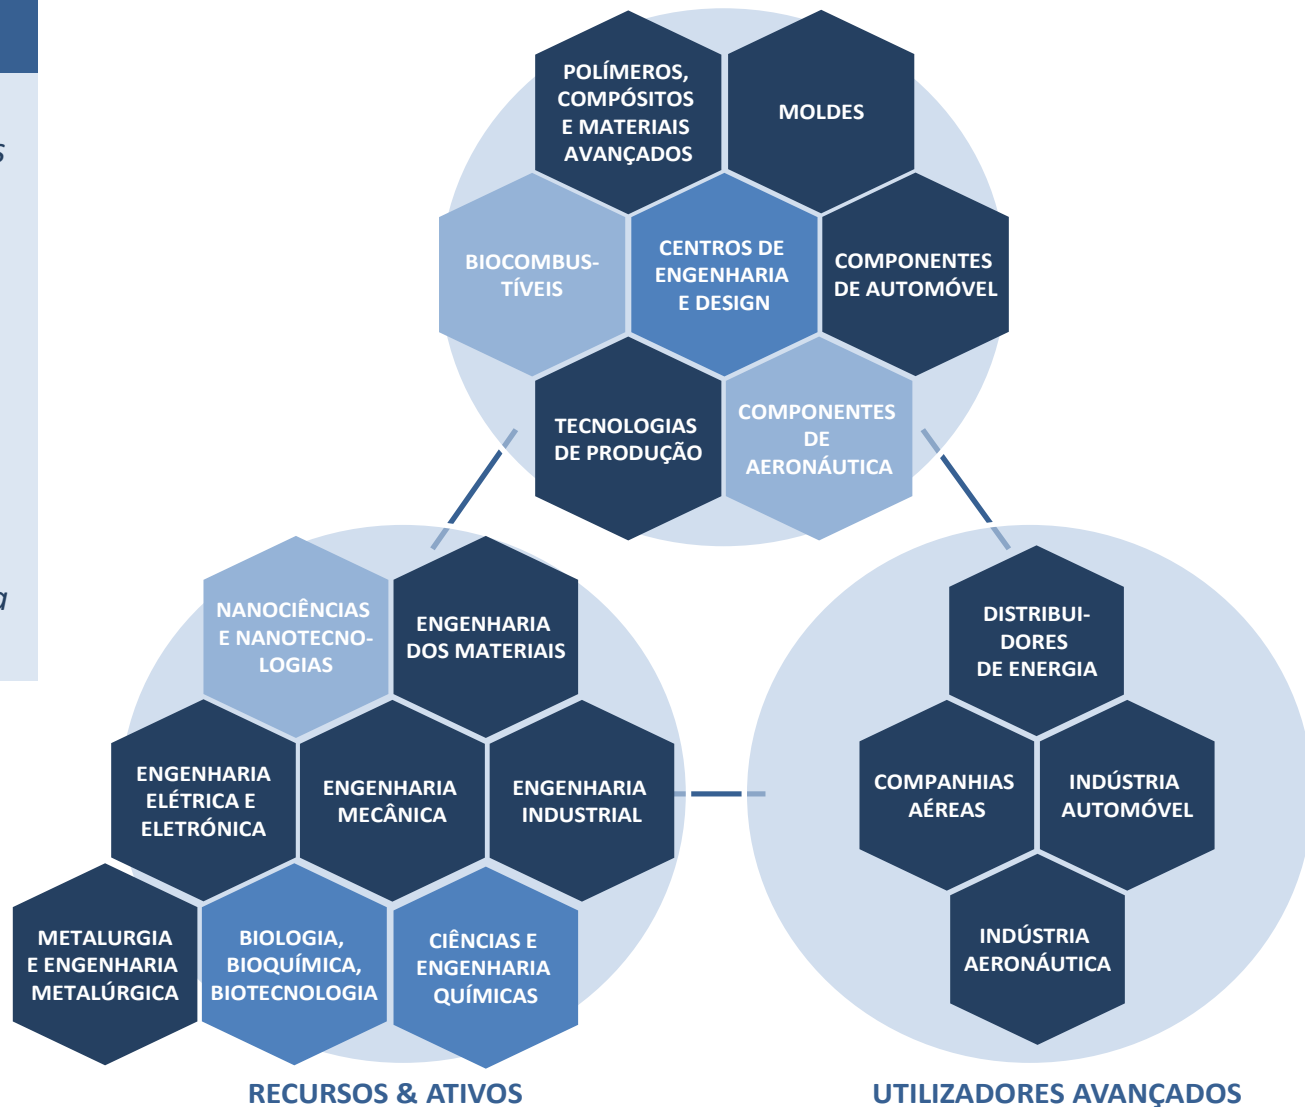 POLÍMEROS,
COMPÓSITOS
E MATERIAIS
AVANÇADOS
MOLDES
BIOCOMBUS-
TÍVEIS
CENTROS DE
ENGENHARIA
E DESIGN
COMPONENTES
DE AUTOMÓVEL
TECNOLOGIAS
DE PRODUÇÃO
COMPONENTES
DE
AERONÁUTICA
NANOCIÊNCIAS
E NANOTECNO-
LOGIAS
ENGENHARIA
DOS MATERIAIS
ENGENHARIA
ELÉTRICA E
ELETRÓNICA
ENGENHARIA
MECÂNICA
ENGENHARIA
INDUSTRIAL
METALURGIA
E ENGENHARIA
METALÚRGICA
BIOLOGIA,
BIOQUÍMICA,
BIOTECNOLOGIA
CIÊNCIAS E
ENGENHARIA
QUÍMICAS
RECURSOS & ATIVOS
DISTRIBUI-
DORES
DE ENERGIA
COMPANHIAS
AÉREAS
INDÚSTRIA
AUTOMÓVEL
INDÚSTRIA
AERONÁUTICA
UTILIZADORES AVANÇADOS